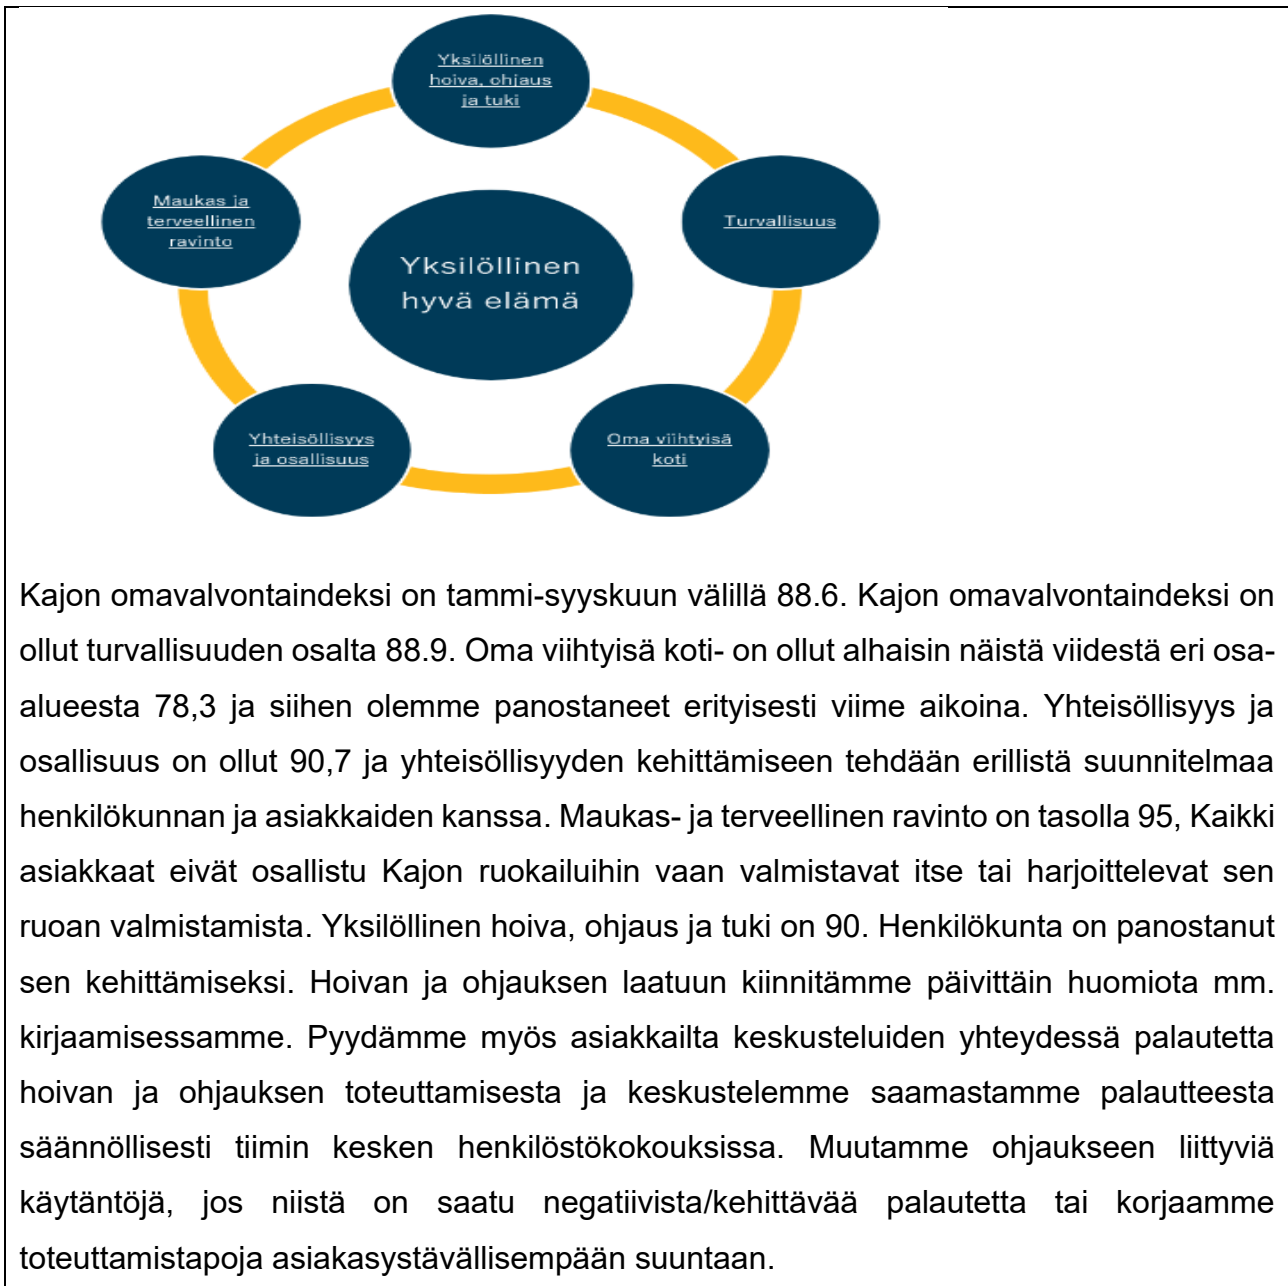 Yksilöllinen
hoiva, ohjaus
ja tuki
Maukas ja
terveellinen
ravinto
Turvallisuus
Yksilöllinen
hyvä elämä
Yhteisöllisyys
ja osallisuus
Oma viihtyisä
koti
Kajon omavalvontaindeksi on tammi-syyskuun välillä 88.6. Kajon omavalvontaindeksi on
ollut turvallisuuden osalta 88.9. Oma viihtyisä koti- on ollut alhaisin näistä viidestä eri osa-
alueesta 78,3 ja siihen olemme panostaneet erityisesti viime aikoina. Yhteisöllisyys ja
osallisuus on ollut 90,7 ja yhteisöllisyyden kehittämiseen tehdään erillistä suunnitelmaa
henkilökunnan ja asiakkaiden kanssa. Maukas- ja terveellinen ravinto on tasolla 95, Kaikki
asiakkaat eivät osallistu Kajon ruokailuihin vaan valmistavat itse tai harjoittelevat sen
ruoan valmistamista. Yksilöllinen hoiva, ohjaus ja tuki on 90. Henkilökunta on panostanut
sen kehittämiseksi. Hoivan ja ohjauksen laatuun kiinnitämme päivittäin huomiota mm.
kirjaamisessamme. Pyydämme myös asiakkailta keskusteluiden yhteydessä palautetta
hoivan ja ohjauksen toteuttamisesta ja keskustelemme saamastamme palautteesta
säännöllisesti tiimin kesken henkilöstökokouksissa. Muutamme ohjaukseen liittyviä
käytäntöjä, jos niistä on saatu negatiivista/kehittävää palautetta tai korjaamme
toteuttamistapoja asiakasystävällisempään suuntaan.